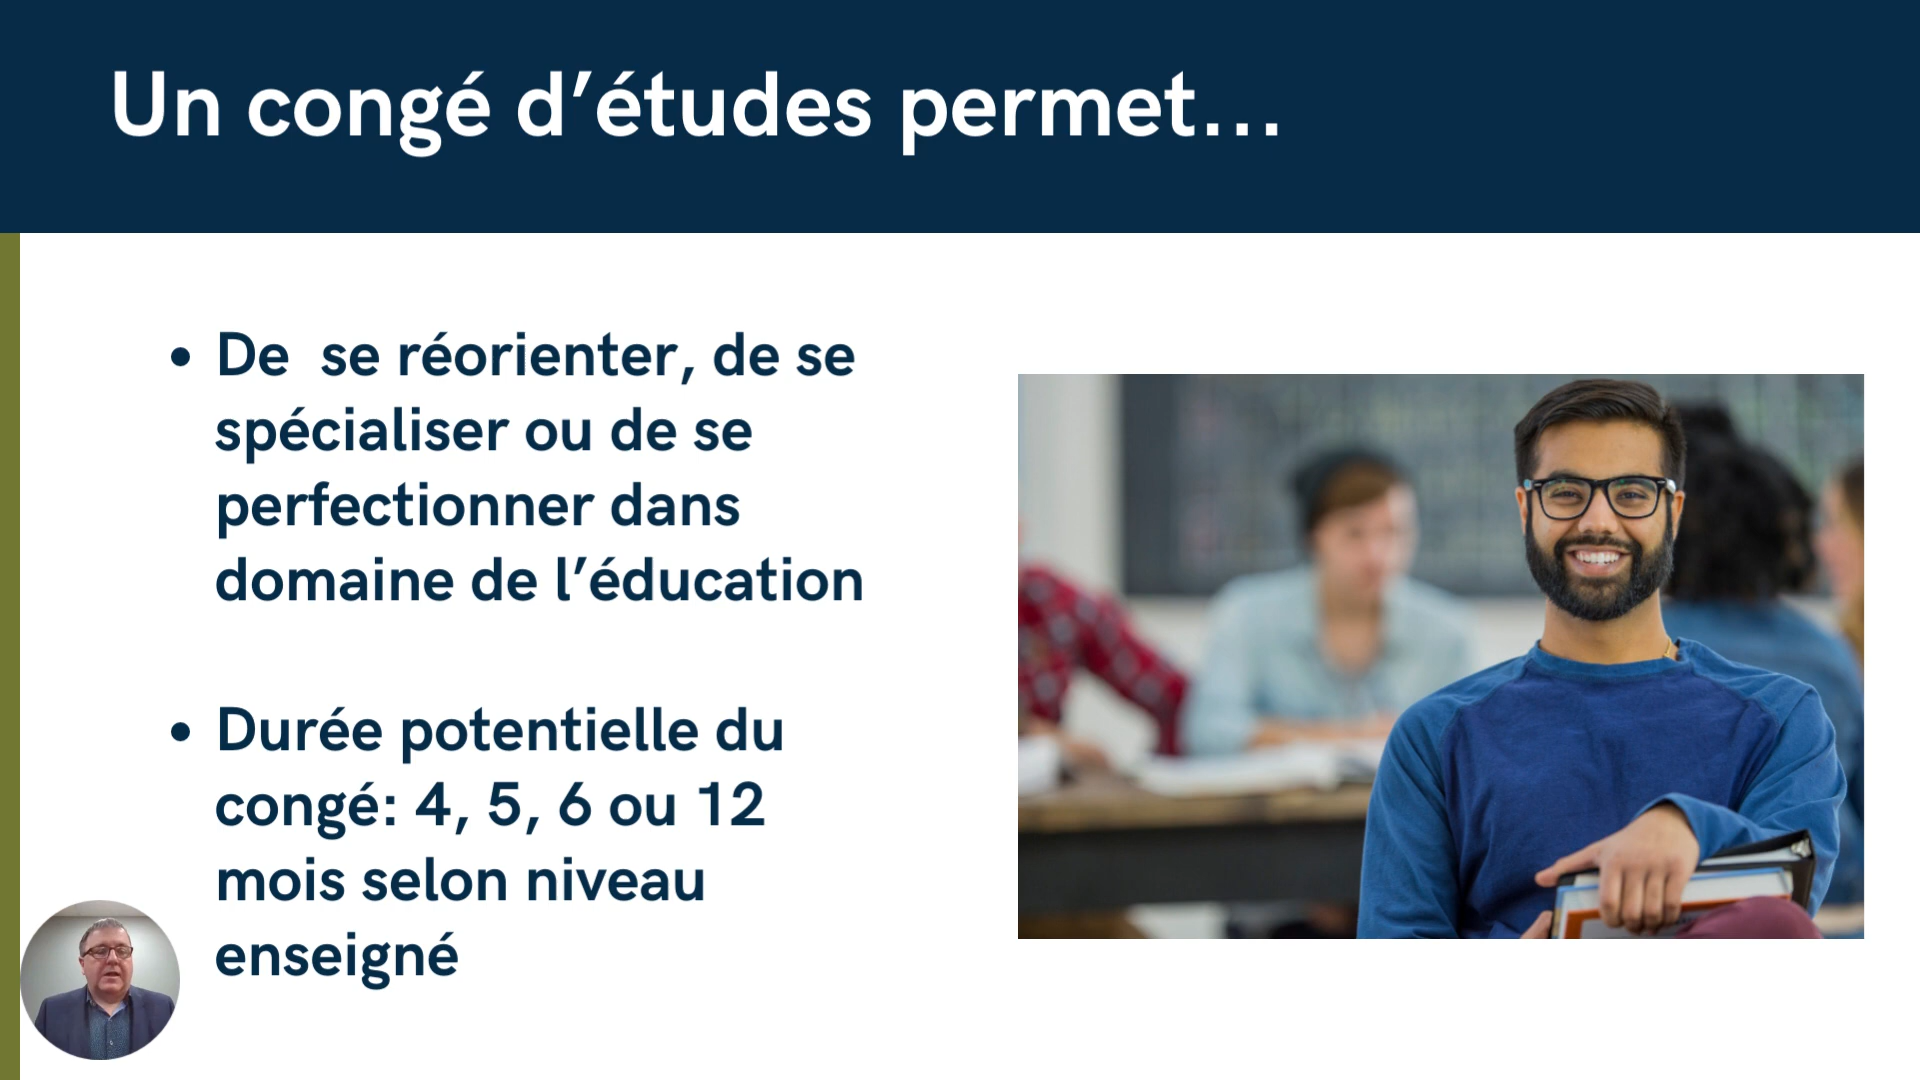 Un congé d’études permet...
• De  se réorienter, de se
spécialiser ou de se
perfectionner dans
domaine de l’éducation
• Durée potentielle du
congé: 4, 5, 6 ou 12
mois selon niveau
enseigné